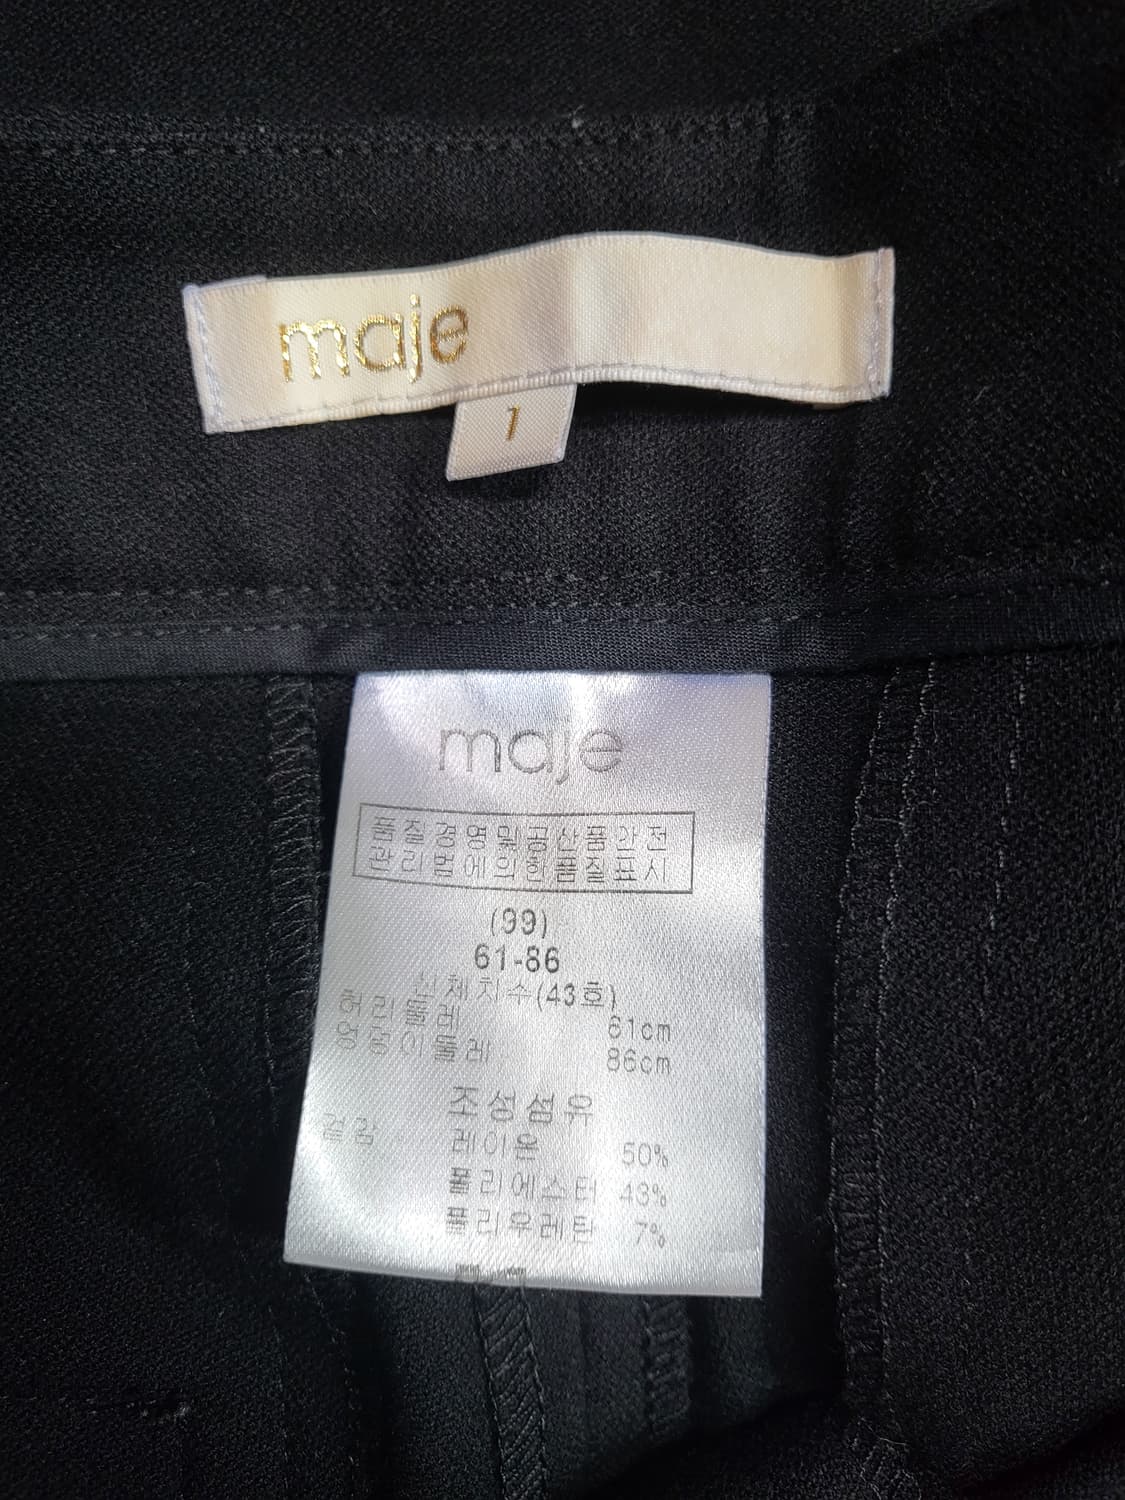 maje
1
maje
품질경영및공산품안전
관리법에의한품질표시
(99)
61-86
신체치수(43호)
허리둘레 61cm
엉덩이둘레 86cm
조성섬유
겉감 레이온 50%
폴리에스터 43%
폴리우레탄 7%